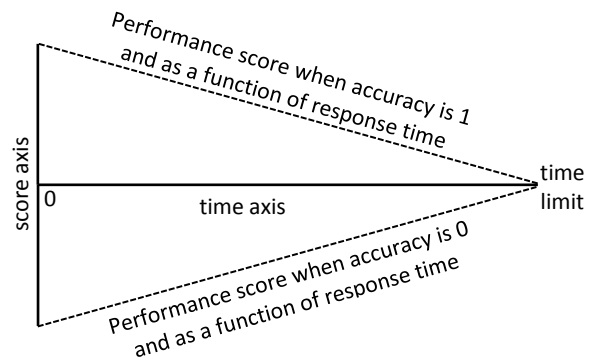 Performance score when accuracy is 1
and as a function of response time
score axis
0
time axis
time
limit
Performance score when accuracy is 0
and as a function of response time